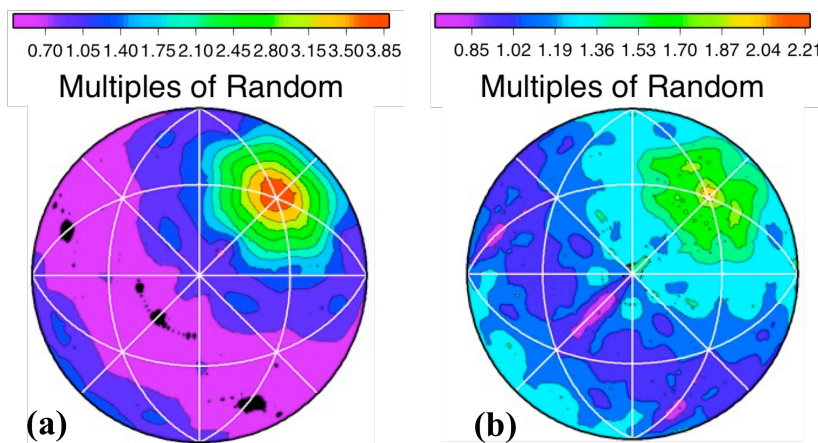 0.70 1.05 1.40 1.75 2.10 2.45 2.80 3.15 3.50 3.85
Multiples of Random
(a)
0.85 1.02 1.19 1.36 1.53 1.70 1.87 2.04 2.21
Multiples of Random
(b)